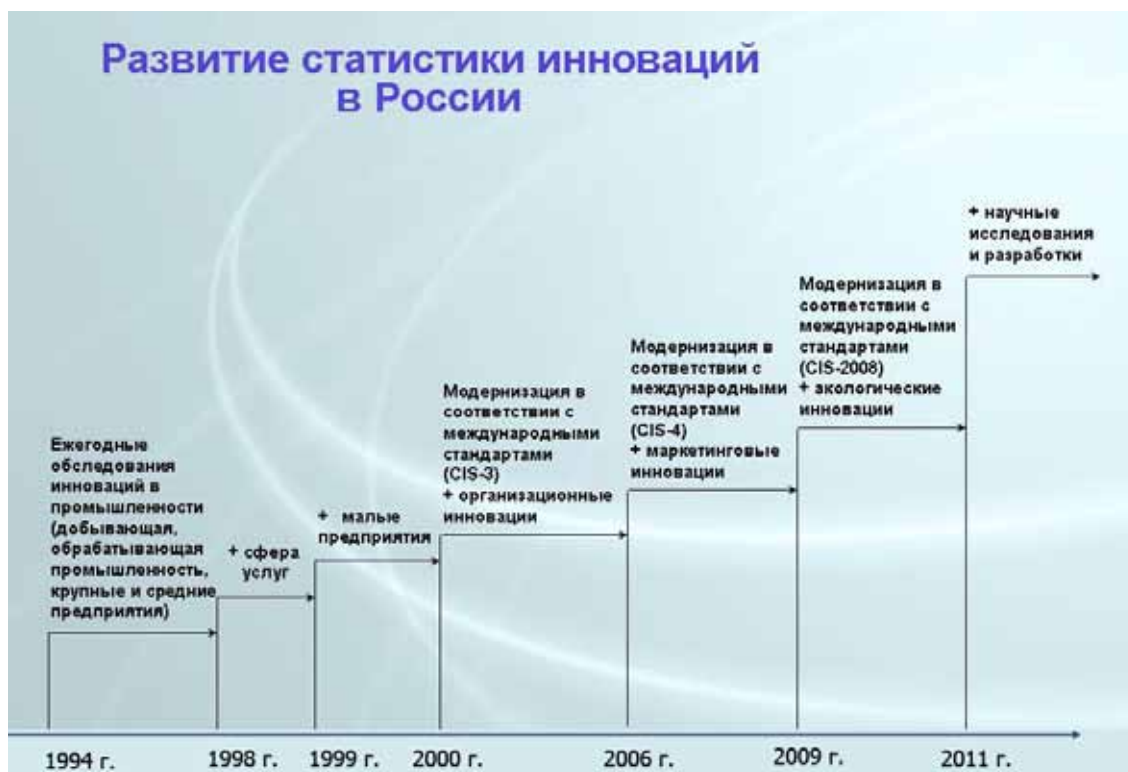 Развитие статистики инноваций
в России
Ежегодные
обследования
инноваций в
промышленности
(добывающая,
обрабатывающая
промышленность,
крупные и средние
предприятия)
+ сфера
услуг
+ малые
предприятия
Модернизация в
соответствии с
международными
стандартами
(CIS-3)
+ организационные
инновации
Модернизация в
соответствии с
международными
стандартами
(CIS-4)
+ маркетинговые
инновации
Модернизация в
соответствии с
международными
стандартами
(CIS-2008)
+ экологические
инновации
+ научные
исследования
и разработки
1994 г.
1998 г.
1999 г.
2000 г.
2006 г.
2009 г.
2011 г.